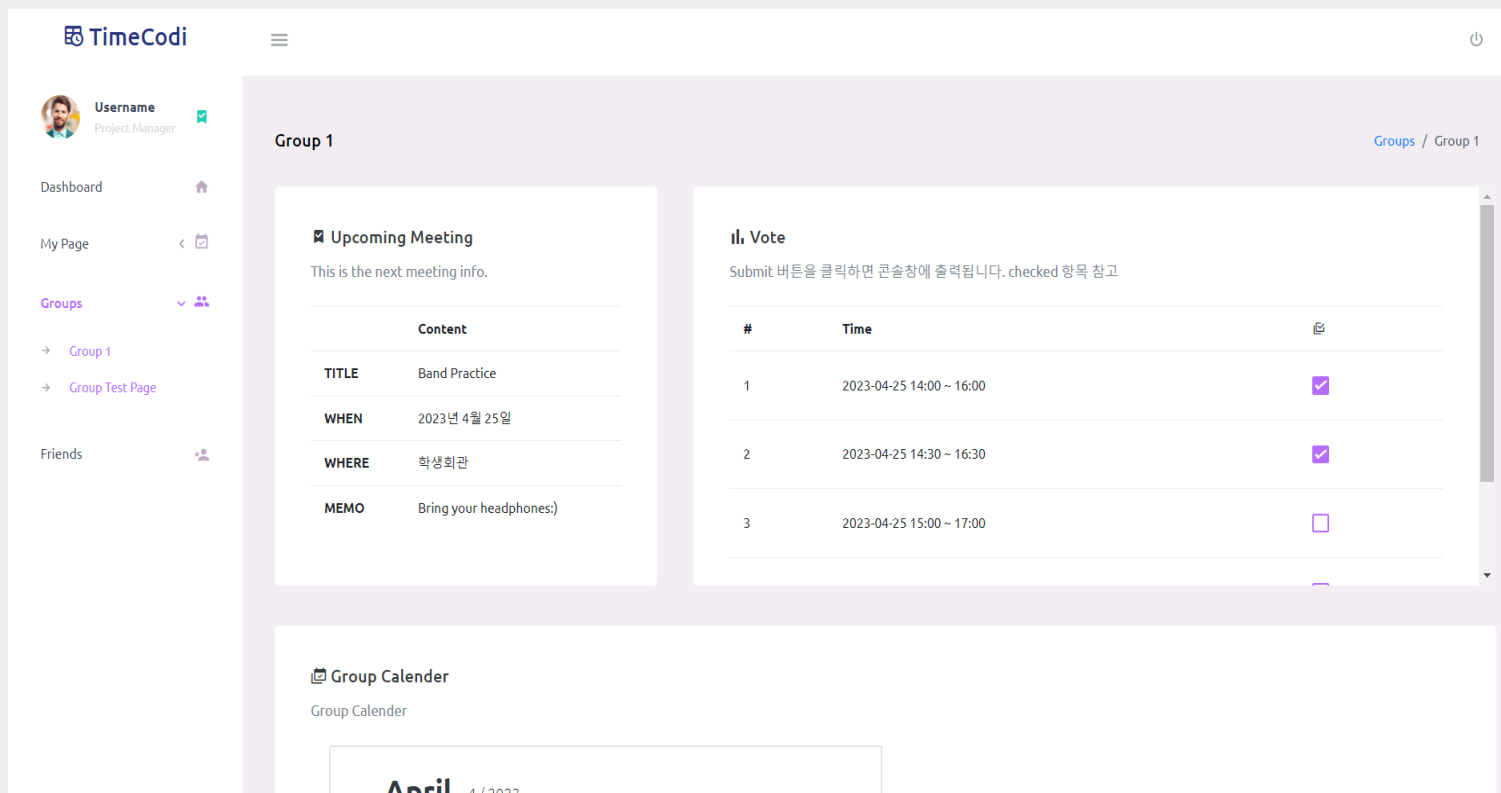 TimeCodi
Username
Project Manager
Dashboard
My Page
Groups
Group 1
Group Test Page
Friends
Group 1
Groups / Group 1
Upcoming Meeting
This is the next meeting info.
Content
TITLE Band Practice
WHEN 2023년 4월 25일
WHERE 학생회관
MEMO Bring your headphones:)
Vote
Submit 버튼을 클릭하면 콘솔창에 출력됩니다. checked 항목 참고
# Time
1 2023-04-25 14:00 ~ 16:00
2 2023-04-25 14:30 ~ 16:30
3 2023-04-25 15:00 ~ 17:00
Group Calender
Group Calender
April 4 / 2023